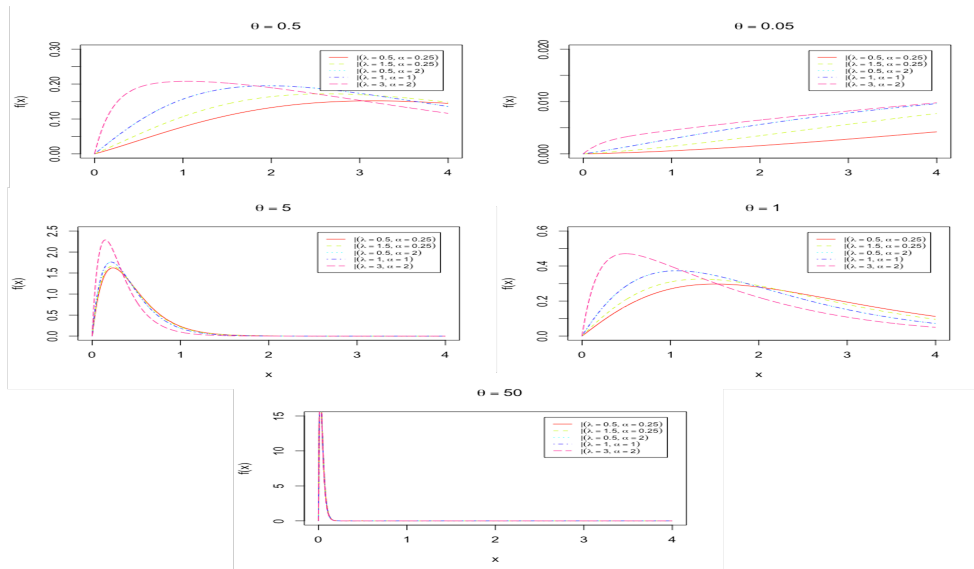 θ = 0.5
f(x)
0.00 0.10 0.20 0.30
(λ = 0.5, α = 0.25)
(λ = 1.5, α = 0.25)
(λ = 0.5, α = 2)
(λ = 1, α = 1)
(λ = 3, α = 2)
0 1 2 3 4
θ = 0.05
f(x)
0.000 0.010 0.020
(λ = 0.5, α = 0.25)
(λ = 1.5, α = 0.25)
(λ = 0.5, α = 2)
(λ = 1, α = 1)
(λ = 3, α = 2)
0 1 2 3 4
θ = 5
f(x)
0.0 0.5 1.0 1.5 2.0 2.5
(λ = 0.5, α = 0.25)
(λ = 1.5, α = 0.25)
(λ = 0.5, α = 2)
(λ = 1, α = 1)
(λ = 3, α = 2)
0 1 2 3 4
x
θ = 1
f(x)
0.0 0.2 0.4 0.6
(λ = 0.5, α = 0.25)
(λ = 1.5, α = 0.25)
(λ = 0.5, α = 2)
(λ = 1, α = 1)
(λ = 3, α = 2)
0 1 2 3 4
x
θ = 50
f(x)
0 5 10 15
(λ = 0.5, α = 0.25)
(λ = 1.5, α = 0.25)
(λ = 0.5, α = 2)
(λ = 1, α = 1)
(λ = 3, α = 2)
0 1 2 3 4
x